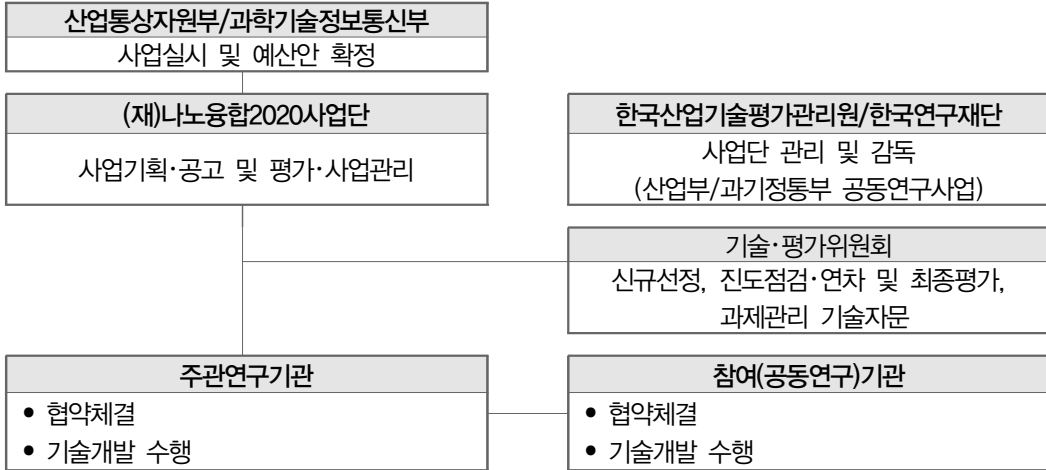 산업통상자원부/과학기술정보통신부
사업실시 및 예산안 확정
(재)나노융합2020사업단
사업기획·공고 및 평가·사업관리
한국산업기술평가관리원/한국연구재단
사업단 관리 및 감독
(산업부/과기정통부 공동연구사업)
기술·평가위원회
신규선정, 진도점검·연차 및 최종평가,
과제관리 기술자문
주관연구기관
• 협약체결
• 기술개발 수행
참여(공동연구)기관
• 협약체결
• 기술개발 수행